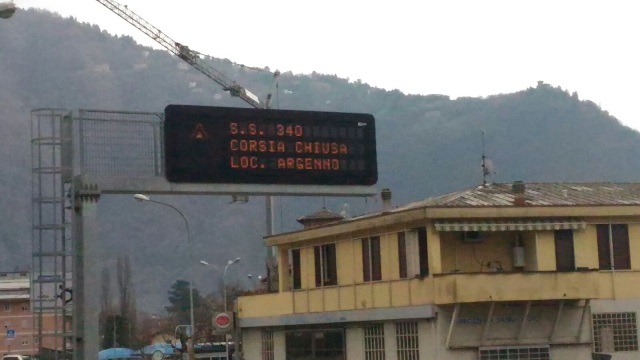 S.S. 340
CORSIA CHIUSA
LOC. ARGENNO